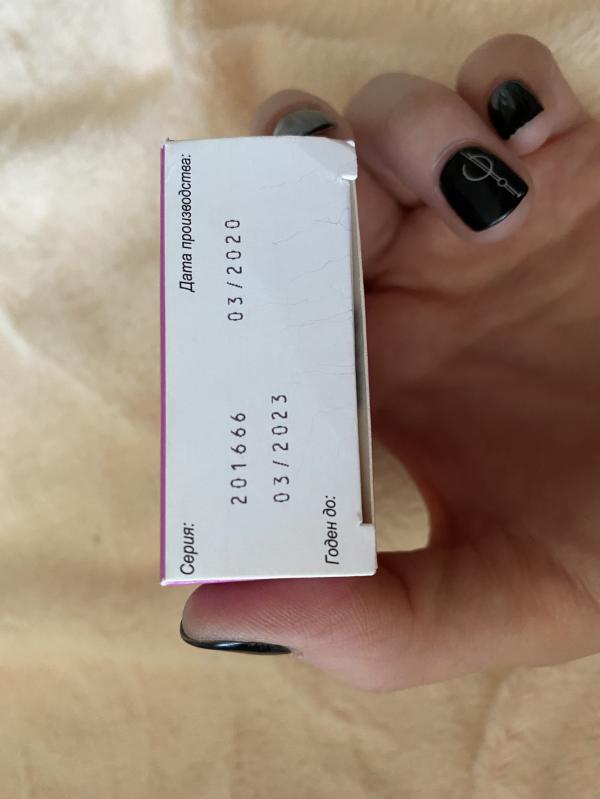 Серия: Дата производства:
201666 03/2020
03/2023
Годен до: